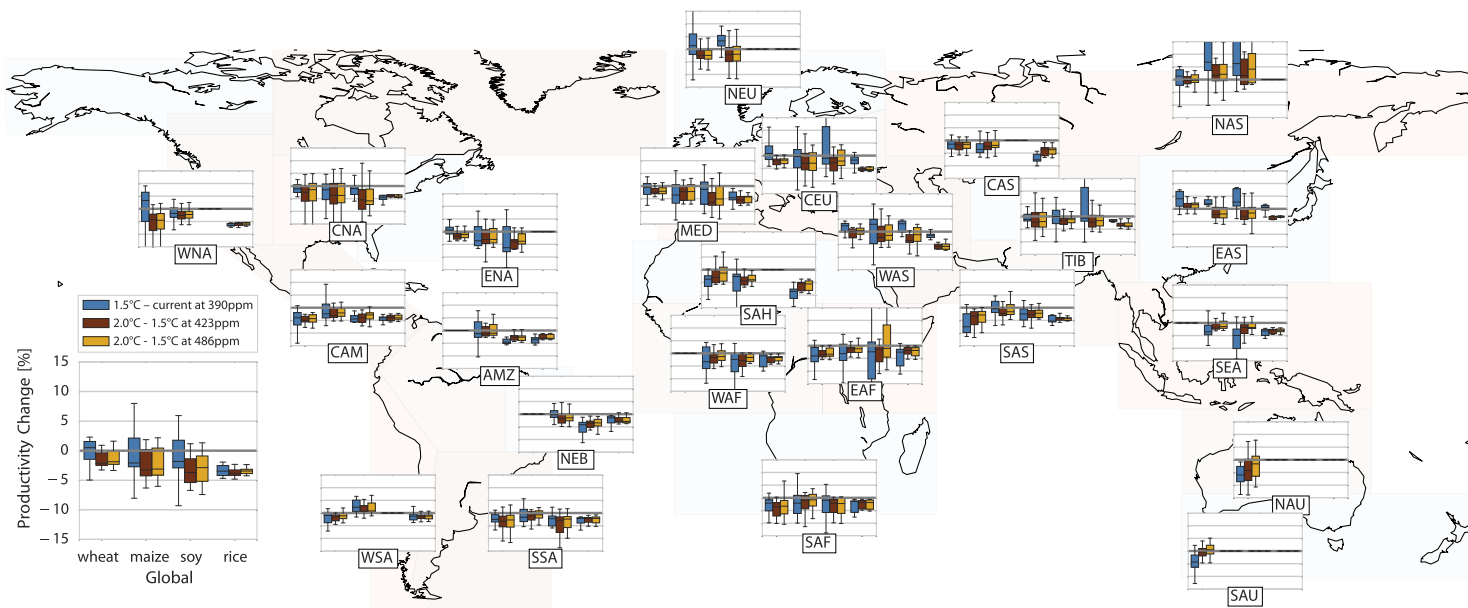 NEU
NAS
CEU
CAS
WNA
CNA
MED
TIB
EAS
ENA
WAS
SAH
1.5°C – current at 390ppm
2.0°C - 1.5°C at 423ppm
2.0°C - 1.5°C at 486ppm
CAM
SAS
SEA
AMZ
WAF
EAF
Productivity Change [%]
15
10
5
0
−5
−10
−15
wheat maize soy rice
Global
NEB
NAU
WSA
SSA
SAF
SAU